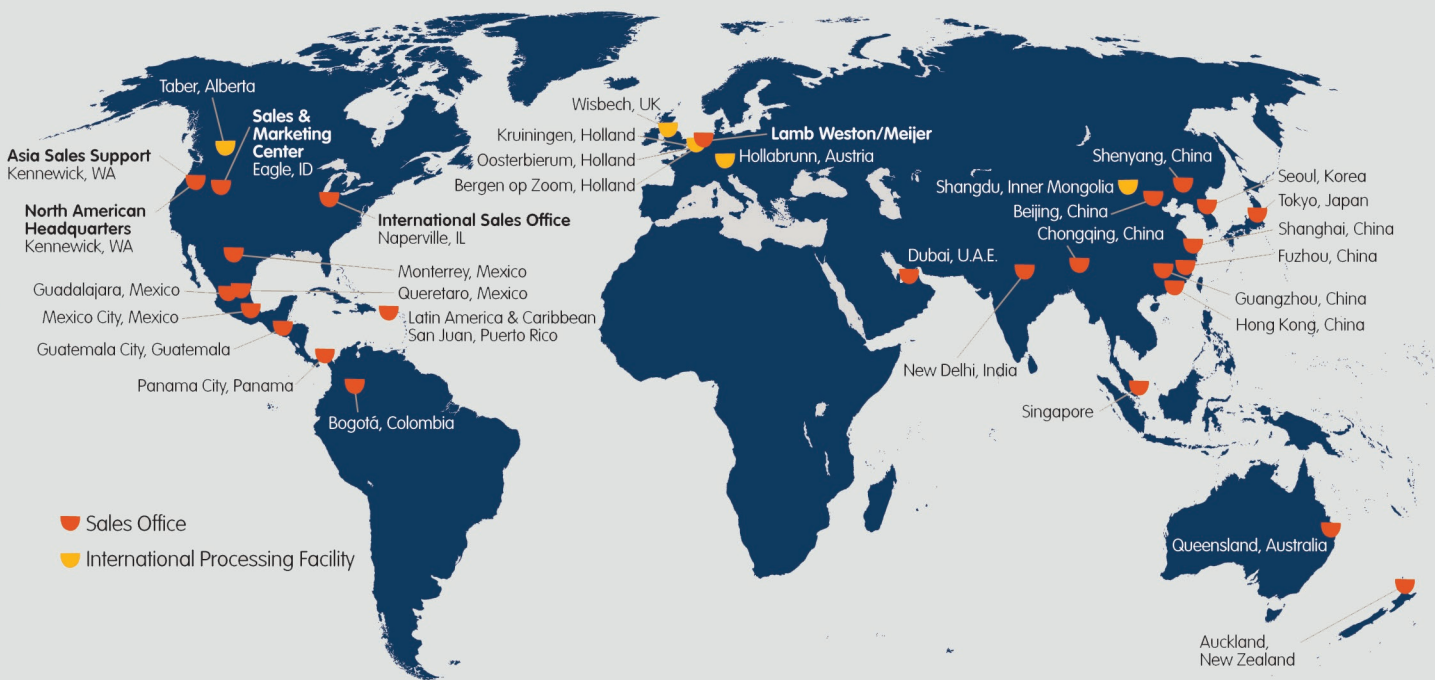 Taber, Alberta
Sales &
Marketing
Center
Eagle, ID
Asia Sales Support
Kennewick, WA
North American
Headquarters
Kennewick, WA
International Sales Office
Naperville, IL
Monterrey, Mexico
Guadalajara, Mexico
Queretaro, Mexico
Mexico City, Mexico
Latin America & Caribbean
San Juan, Puerto Rico
Guatemala City, Guatemala
Panama City, Panama
Bogotá, Colombia
Wisbech, UK
Kruiningen, Holland
Oosterbierum, Holland
Bergen op Zoom, Holland
Lamb Weston/Meijer
Hollabrunn, Austria
Shenyang, China
Shangdu, Inner Mongolia
Beijing, China
Chongqing, China
Seoul, Korea
Tokyo, Japan
Shanghai, China
Fuzhou, China
Guangzhou, China
Hong Kong, China
Dubai, U.A.E.
New Delhi, India
Singapore
Queensland, Australia
Auckland,
New Zealand
Sales Office
International Processing Facility